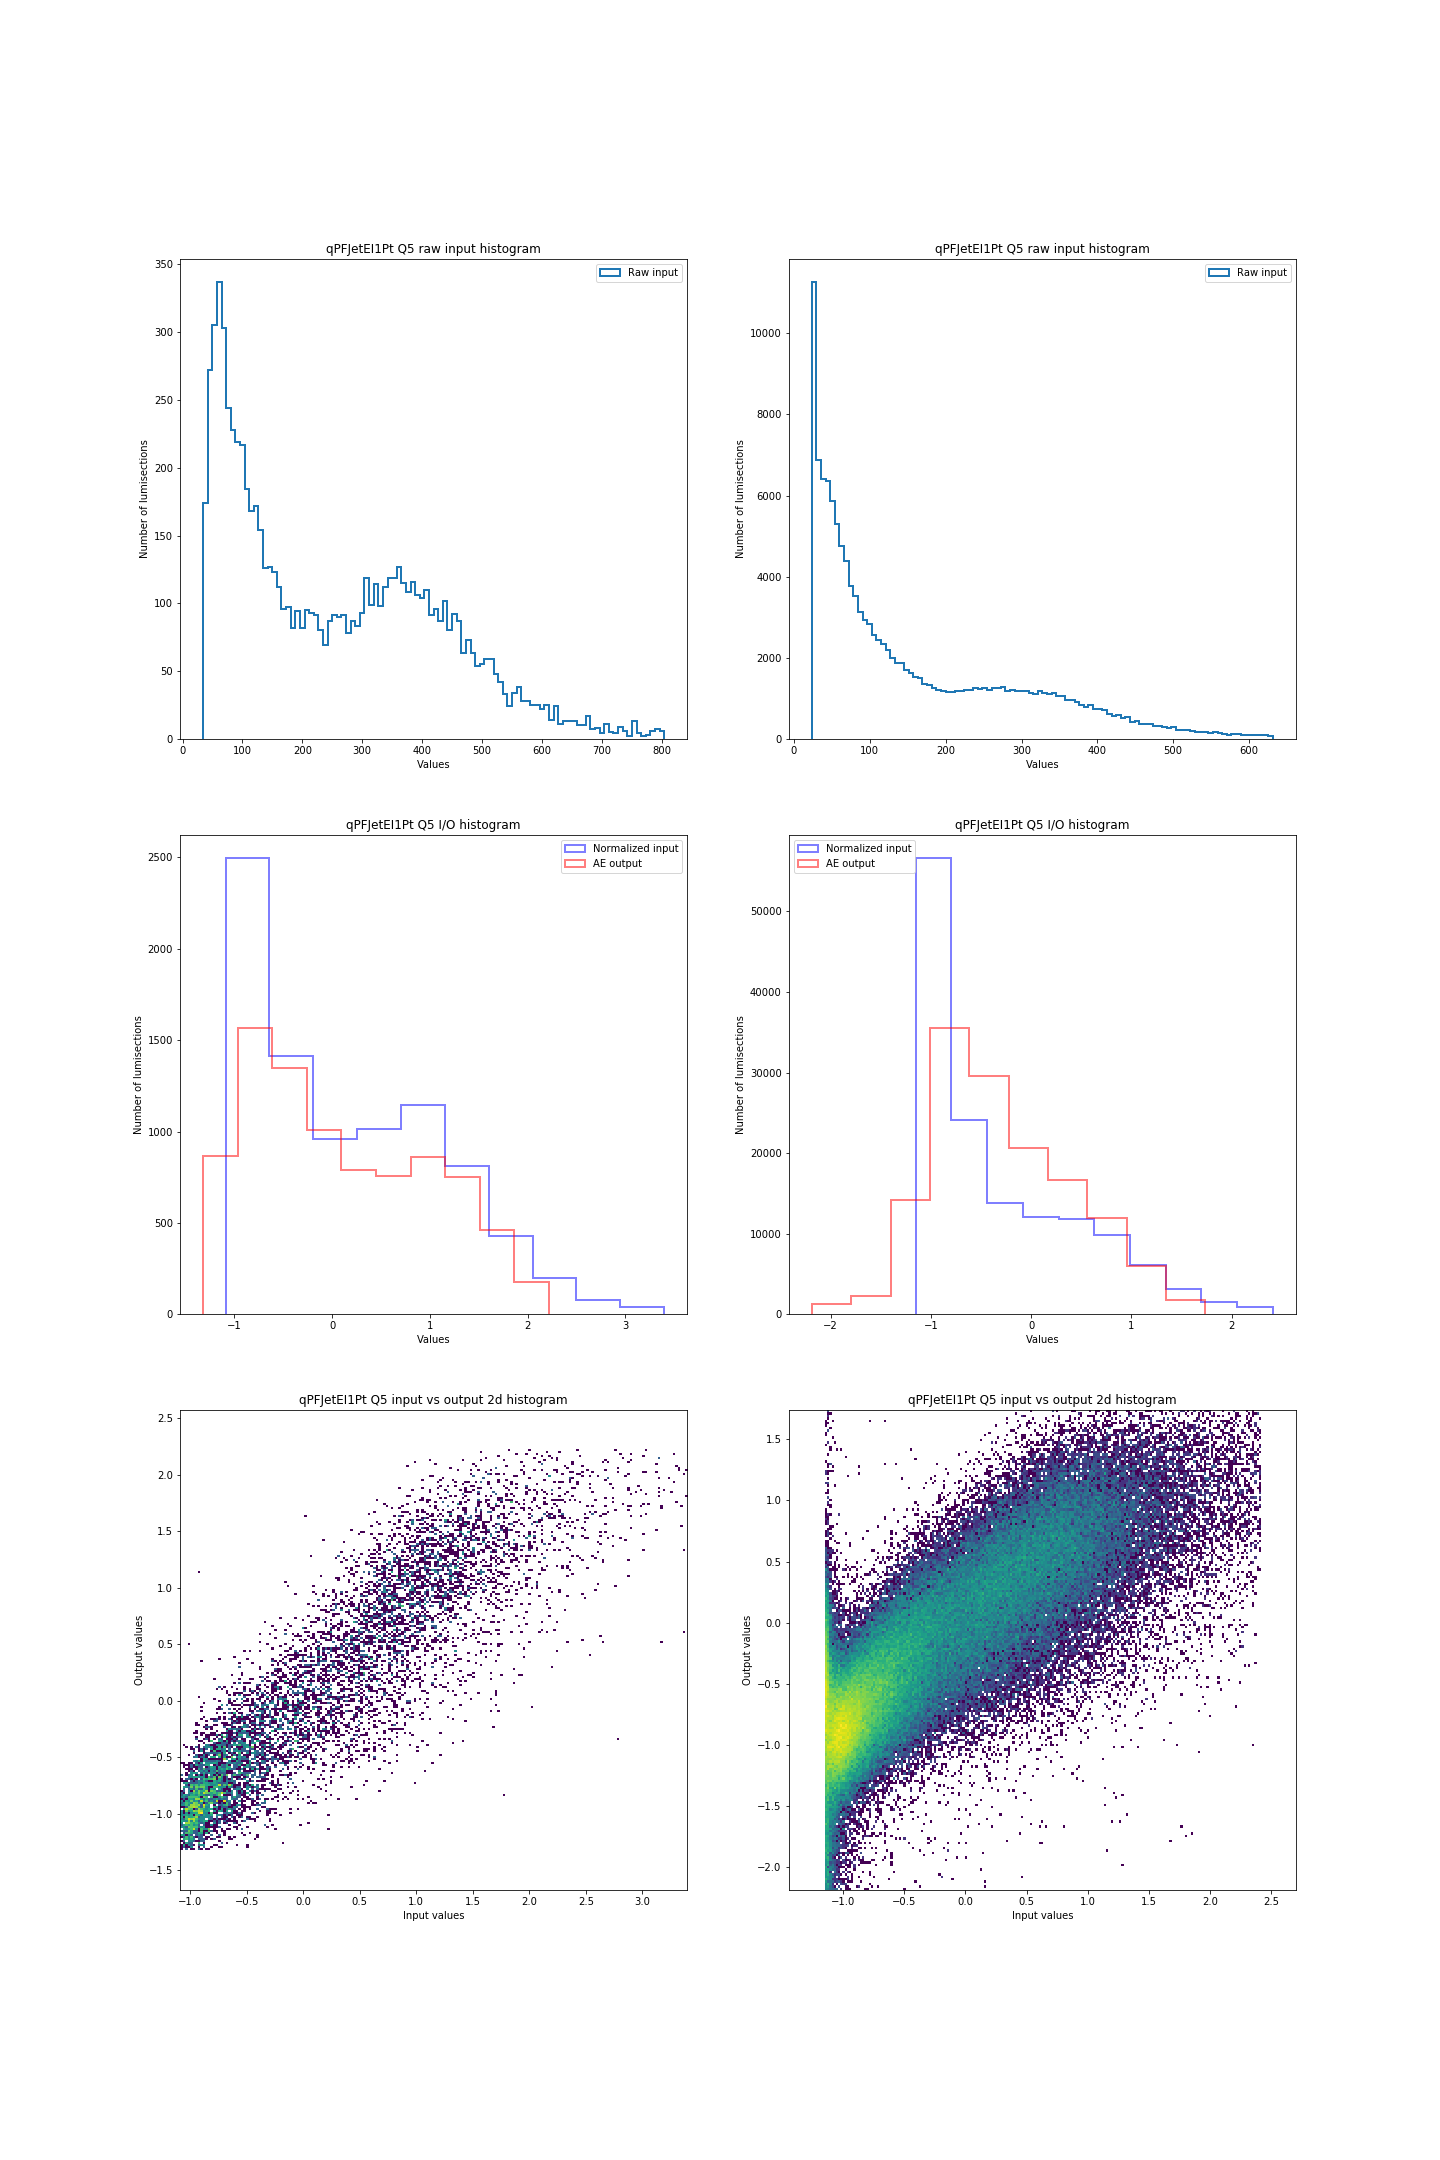 qPFJetEI1Pt Q5 raw input histogram
Raw input
Number of lumisections
350
300
250
200
150
100
50
0
0 100 200 300 400 500 600 700 800
Values
qPFJetEI1Pt Q5 raw input histogram
Raw input
Number of lumisections
10000
8000
6000
4000
2000
0
0 100 200 300 400 500 600
Values
qPFJetEI1Pt Q5 I/O histogram
Normalized input
AE output
Number of lumisections
2500
2000
1500
1000
500
0
−1 0 1 2 3
Values
qPFJetEI1Pt Q5 I/O histogram
Normalized input
AE output
Number of lumisections
50000
40000
30000
20000
10000
0
−2 −1 0 1 2
Values
qPFJetEI1Pt Q5 input vs output 2d histogram
Output values
2.5
2.0
1.5
1.0
0.5
0.0
−0.5
−1.0
−1.5
−1.0 −0.5 0.0 0.5 1.0 1.5 2.0 2.5 3.0
Input values
qPFJetEI1Pt Q5 input vs output 2d histogram
Output values
1.5
1.0
0.5
0.0
−0.5
−1.0
−1.5
−2.0
−1.0 −0.5 0.0 0.5 1.0 1.5 2.0 2.5
Input values